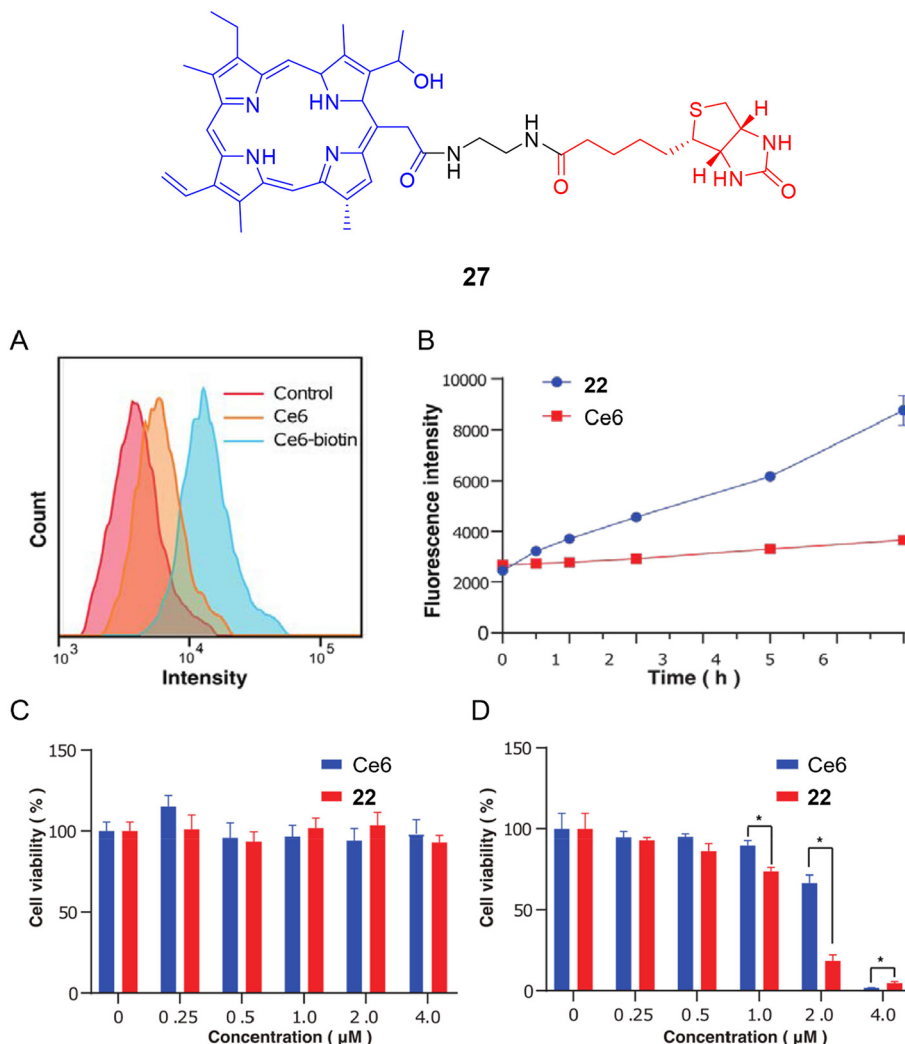 OH
N
HN
S
H
NH
N
H
N
NH
N
H
O
O
H
HN
O
27
A
Control
Ce6
Ce6-biotin
Count
10³ 10⁴ 10⁵
Intensity
B
22
Ce6
10000
8000
6000
4000
2000
0
Fluorescence intensity
0 1 2 3 4 5 6
Time ( h )
C
Ce6
22
150
100
50
0
Cell viability ( % )
0 0 .25 0 .5 1.0 2 .0 4.0
Concentration ( µM )
D
Ce6
22
150
100
50
0
Cell viability ( % )
* * *
0 0.25 0.5 1.0 2.0 4.0
Concentration ( µM )